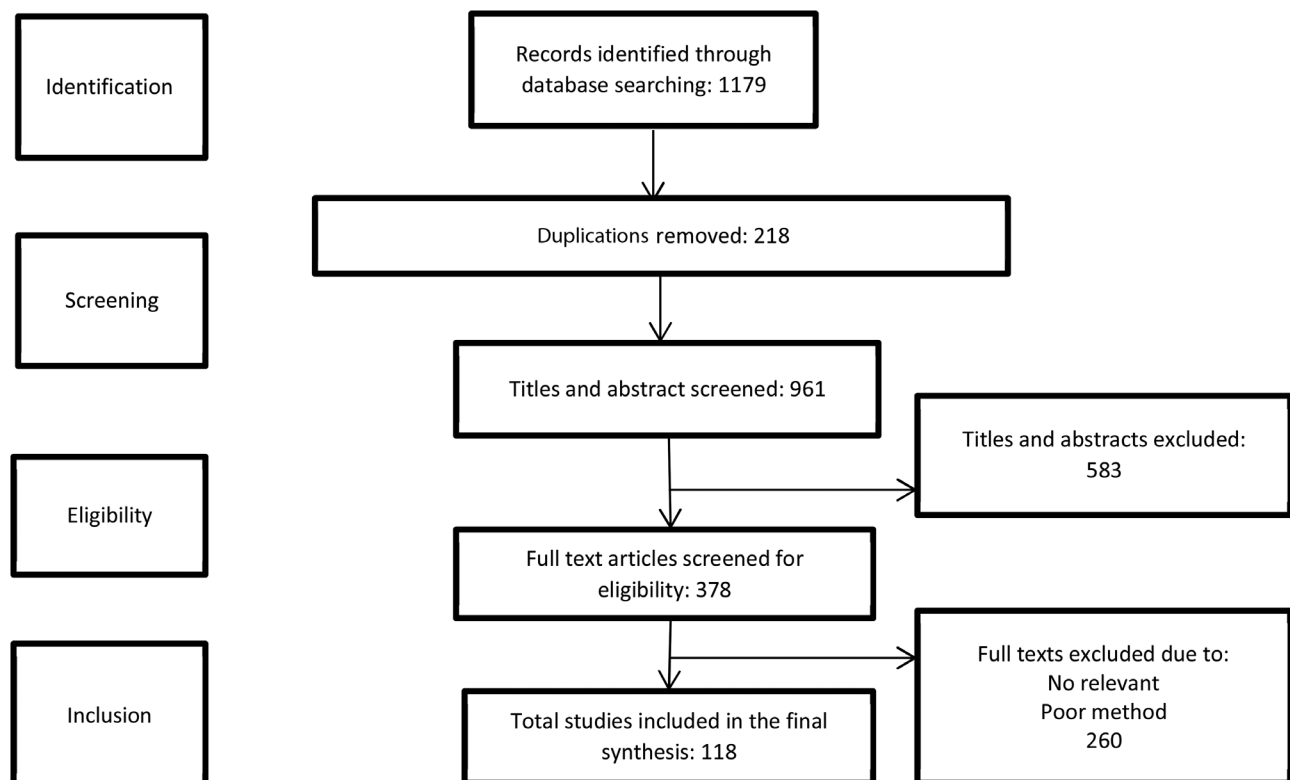 Identification
Records identified through
database searching: 1179
Duplications removed: 218
Screening
Titles and abstract screened: 961
Titles and abstracts excluded:
583
Eligibility
Full text articles screened for
eligibility: 378
Full texts excluded due to:
No relevant
Poor method
260
Inclusion
Total studies included in the final
synthesis: 118